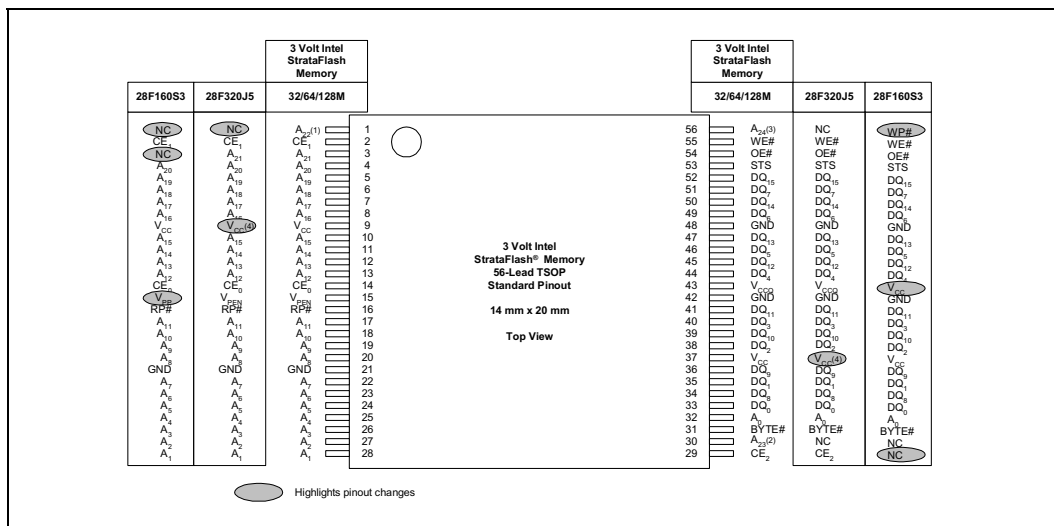 3 Volt Intel
StrataFlash
Memory
3 Volt Intel
StrataFlash
Memory
28F160S3 28F320J5 32/64/128M 32/64/128M 28F320J5 28F160S3
NC NC A22(1) 1 56 A24(3) NC WP#
CE1 CE1 CE1 2 55 WE# WE# WE#
NC A21 A21 3 54 OE# OE# OE#
A20 A20 A20 4 53 STS STS STS
A19 A19 A19 5 52 DQ15 DQ15 DQ15
A18 A18 A18 6 51 DQ7 DQ7 DQ7
A17 A17 A17 7 50 DQ14 DQ14 DQ14
A16 A16 A16 8 49 DQ6 DQ6 DQ6
VCC VCC(4) VCC 9 48 GND GND GND
A15 A15 A15 10 47 DQ13 DQ13 DQ13
A14 A14 A14 11 46 DQ5 DQ5 DQ5
A13 A13 A13 12 45 DQ12 DQ12 DQ12
A12 A12 A12 13 44 DQ4 DQ4 DQ4
CE0 CE0 CE0 14 43 VCCQ VCCQ VCC
VPP VPEN VPEN 15 42 GND GND GND
RP# RP# RP# 16 41 DQ11 DQ11 DQ11
A11 A11 A11 17 40 DQ3 DQ3 DQ3
A10 A10 A10 18 39 DQ10 DQ10 DQ10
A9 A9 A9 19 38 DQ2 DQ2 DQ2
A8 A8 A8 20 37 VCC VCC(4) VCC
GND GND GND 21 36 DQ9 DQ9 DQ9
A7 A7 A7 22 35 DQ1 DQ1 DQ1
A6 A6 A6 23 34 DQ8 DQ8 DQ8
A5 A5 A5 24 33 DQ0 DQ0 DQ0
A4 A4 A4 25 32 A0 A0 A0
A3 A3 A3 26 31 BYTE# BYTE# BYTE#
A2 A2 A2 27 30 A23(2) NC NC
A1 A1 A1 28 29 CE2 CE2 NC
3 Volt Intel
StrataFlash® Memory
56-Lead TSOP
Standard Pinout
14 mm x 20 mm
Top View
Highlights pinout changes